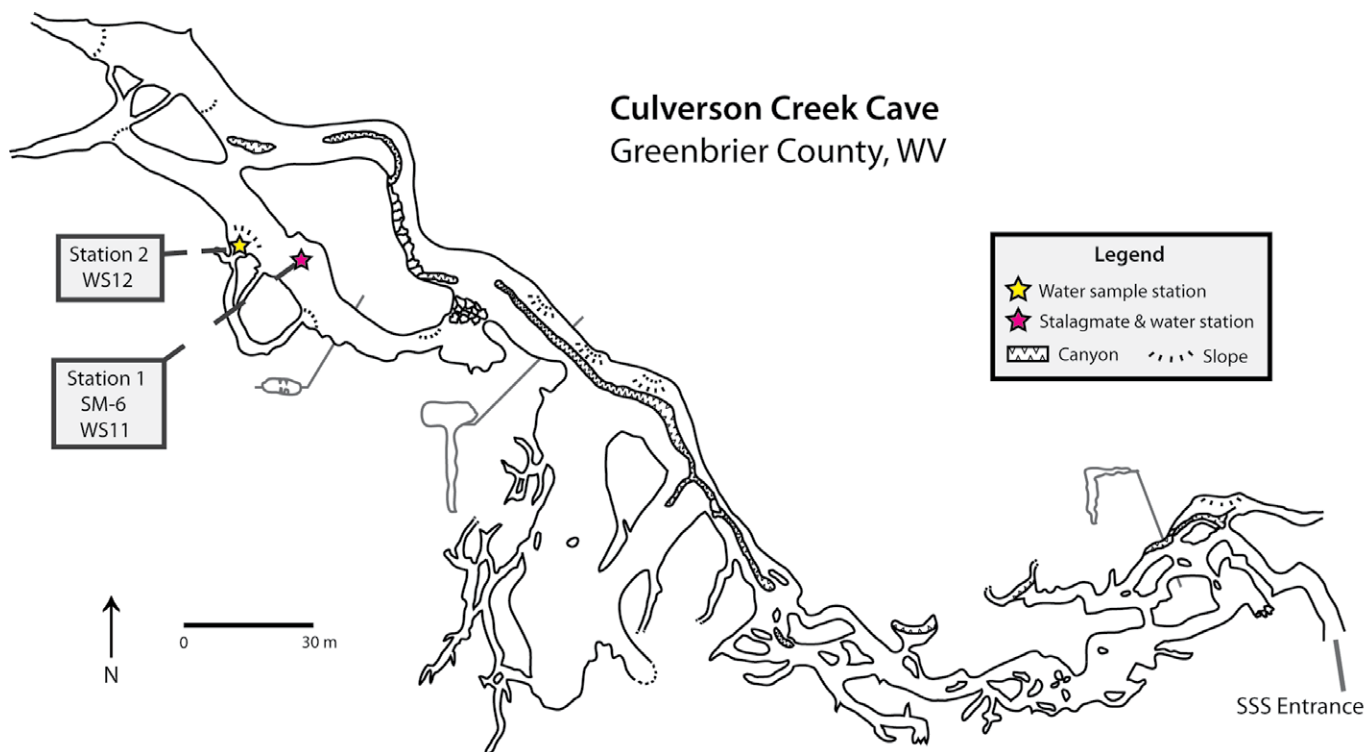 Culverson Creek Cave
Greenbrier County, WV
Station 2
WS12
Station 1
SM-6
WS11
Legend
Water sample station
Stalagmate & water station
Canyon
Slope
N
0
30 m
SSS Entrance